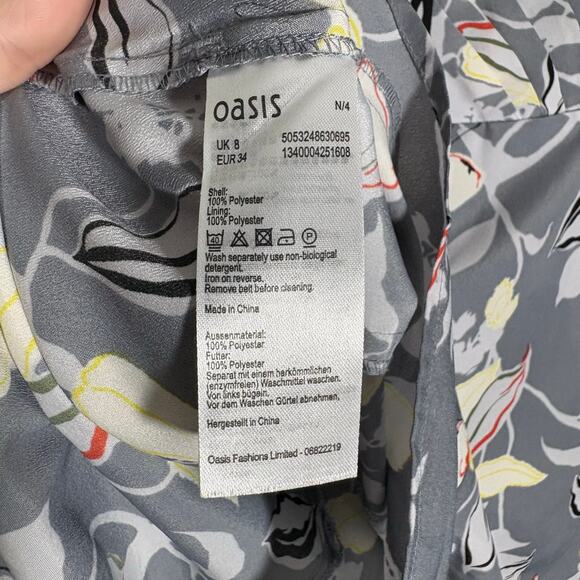 oasis
N/4
UK 8 5053248630695
EUR 34 1340004251608
Shell:
100% Polyester
Lining:
100% Polyester
40 P
Wash separately use non-biological
detergent.
Iron on reverse.
Remove belt before cleaning.
Made in China
Aussenmaterial:
100% Polyester
Futter:
100% Polyester
Separat mit einem herkömmlichen
(enzymfreien) Waschmittel waschen.
Von links bügeln.
Vor dem Waschen Gürtel abnehmen.
Hergestellt in China
Oasis Fashions Limited - 06822219